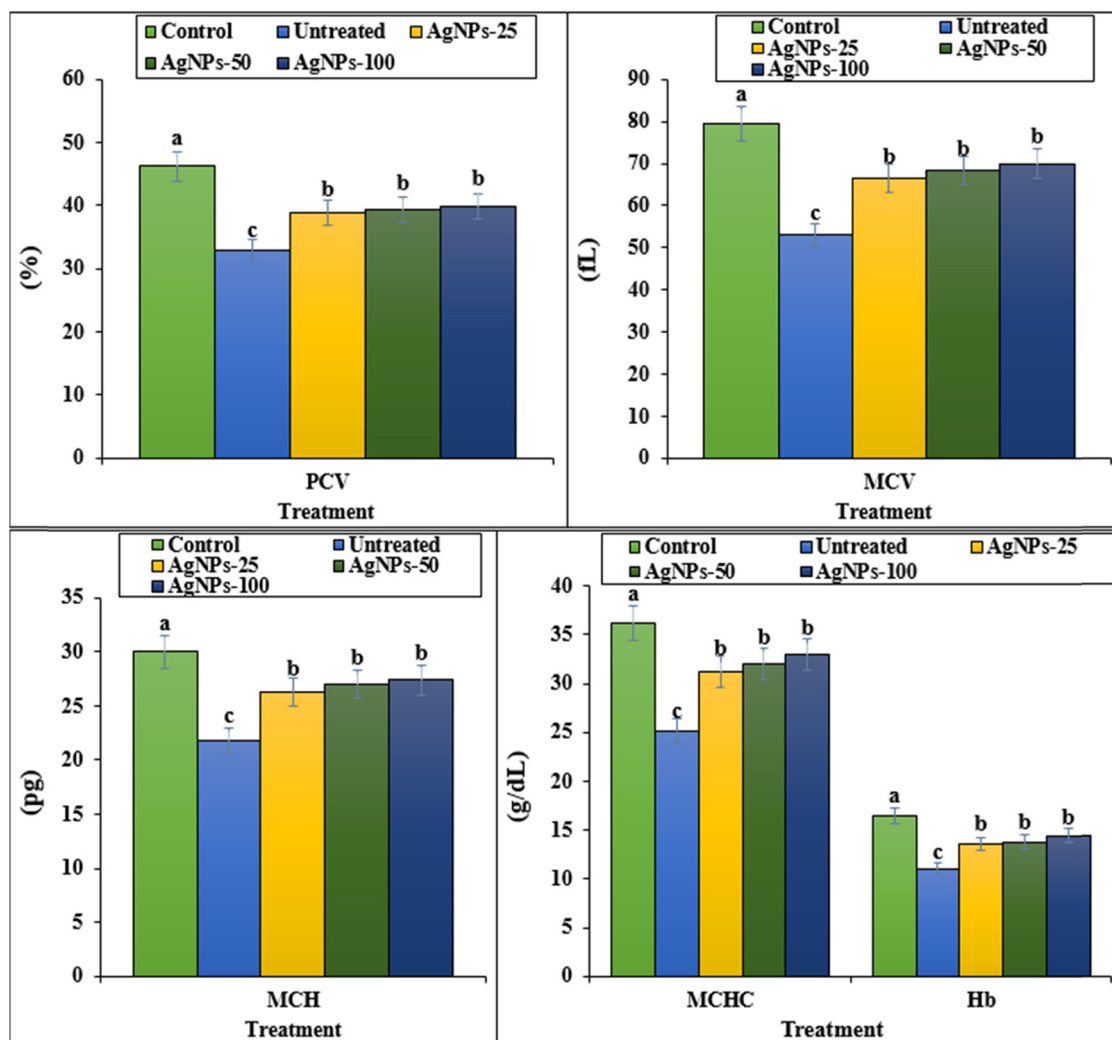 Control Untreated AgNPs-25
AgNPs-50 AgNPs-100
60
50
40
30
20
10
0
(%)
a
c
b
b
b
PCV
Treatment
Control Untreated
AgNPs-25 AgNPs-50
AgNPs-100
90
80
70
60
50
40
30
20
10
0
(fL)
a
c
b
b
b
MCV
Treatment
Control Untreated
AgNPs-25 AgNPs-50
AgNPs-100
35
30
25
20
15
10
5
0
(pg)
a
c
b
b
b
MCH
Treatment
Control Untreated AgNPs-25
AgNPs-50 AgNPs-100
40
35
30
25
20
15
10
5
0
(g/dL)
a
c
b
b
b
a
c
b
b
b
MCHC Hb
Treatment